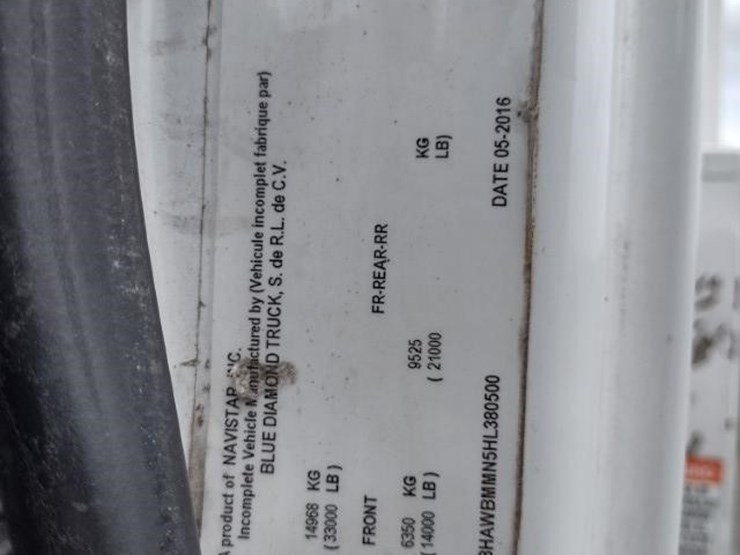 A product of NAVISTAR, INC.
Incomplete Vehicle Manufactured by (Vehicule incomplet fabrique par)
BLUE DIAMOND TRUCK, S. de R.L. de C.V.
14968 KG
(33000 LB)
FRONT FR-REAR-RR
6350 KG 9525 KG
(14000 LB) (21000 LB)
3HAWBMMN5HL380500 DATE 05-2016